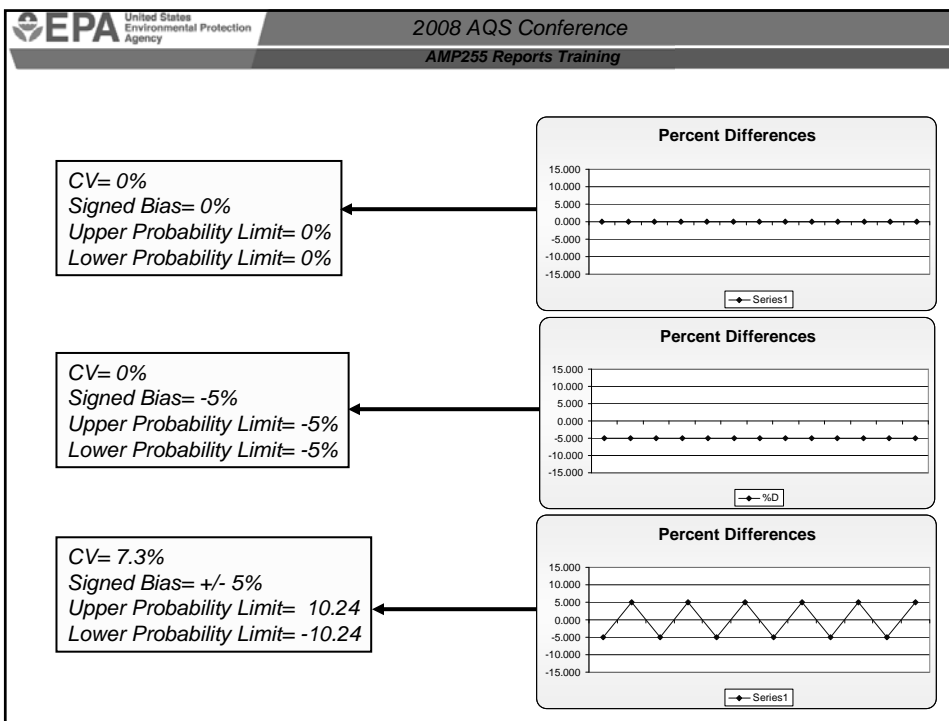 EPA United States
Environmental Protection
Agency
2008 AQS Conference
AMP255 Reports Training
CV= 0%
Signed Bias= 0%
Upper Probability Limit= 0%
Lower Probability Limit= 0%
Percent Differences
15.000
10.000
5.000
0.000
-5.000
-10.000
-15.000
Series1
CV= 0%
Signed Bias= -5%
Upper Probability Limit= -5%
Lower Probability Limit= -5%
Percent Differences
15.000
10.000
5.000
0.000
-5.000
-10.000
-15.000
%D
CV= 7.3%
Signed Bias= +/- 5%
Upper Probability Limit= 10.24
Lower Probability Limit= -10.24
Percent Differences
15.000
10.000
5.000
0.000
-5.000
-10.000
-15.000
Series1